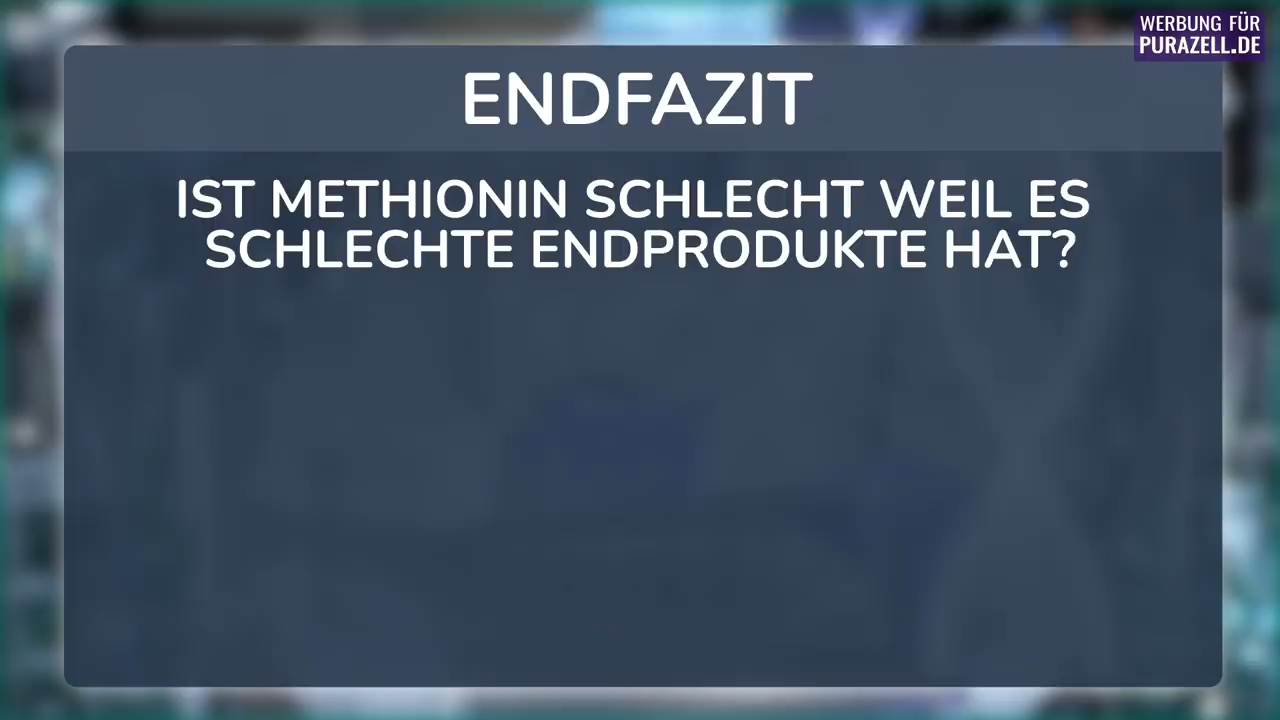 WERBUNG FÜR
PURAZELL.DE
ENDFAZIT
IST METHIONIN SCHLECHT WEIL ES
SCHLECHTE ENDPRODUKTE HAT?